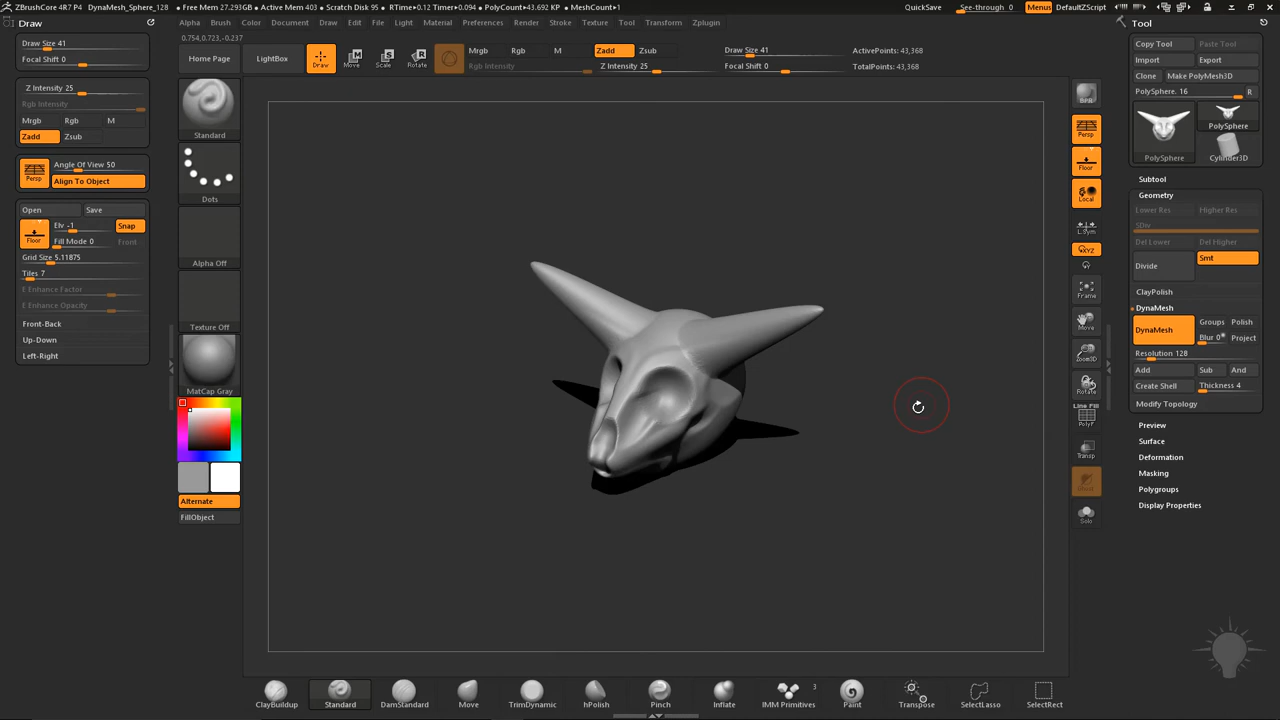 ZBrushCore 4R7 P4 DynaMesh_Sphere_128 • Free Mem 27.293GB • Active Mem 403 • Scratch Disk 95 • RTime▸0.12 Timer▸0.094 PolyCount▸43.692 KP • MeshCount▸1 QuickSave See-through 0 Menus DefaultZScript
Draw
Alpha Brush Color Document Draw Edit File Light Material Preferences Render Stroke Texture Tool Transform Zplugin
Tool
0.754,0.723,-0.237
Draw Size 41
Focal Shift 0
Z Intensity 25
Rgb Intensity
Mrgb Rgb M
Zadd Zsub
Persp
Angle Of View 50
Align To Object
Open Save
Floor
Elv -1 Snap
Fill Mode 0 Front
Grid Size 5.11875
Tiles 7
E Enhance Factor
E Enhance Opacity
Front-Back
Up-Down
Left-Right
Home Page LightBox Draw Move Scale Rotate
Mrgb Rgb M Zadd Zsub
Rgb Intensity Z Intensity 25
Draw Size 41
Focal Shift 0
ActivePoints: 43,368
TotalPoints: 43,368
Standard
Dots
Alpha Off
Texture Off
MatCap Gray
Alternate
FillObject
BPR
Persp
Floor
Local
L.Sym
XYZ
Frame
Move
Zoom3D
Rotate
Line Fill
PolyF
Transp
Ghost
Solo
Copy Tool Paste Tool
Import Export
Clone Make PolyMesh3D
PolySphere. 16 R
PolySphere
PolySphere
Cylinder3D
Subtool
Geometry
Lower Res Higher Res
SDiv
Del Lower Del Higher
Divide Smt
ClayPolish
DynaMesh
DynaMesh Groups Polish
Blur 0 Project
Resolution 128
Add Sub And
Create Shell Thickness 4
Modify Topology
Preview
Surface
Deformation
Masking
Polygroups
Display Properties
3
ClayBuildup Standard DamStandard Move TrimDynamic hPolish Pinch Inflate IMM Primitives Paint Transpose SelectLasso SelectRect